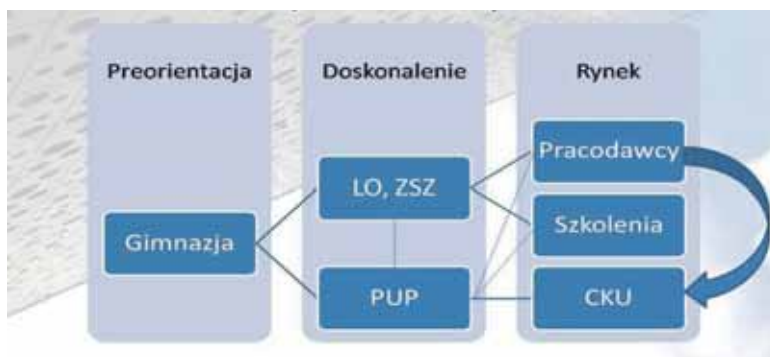 Preorientacja
Gimnazja
Doskonalenie
LO, ZSZ
PUP
Rynek
Pracodawcy
Szkolenia
CKU